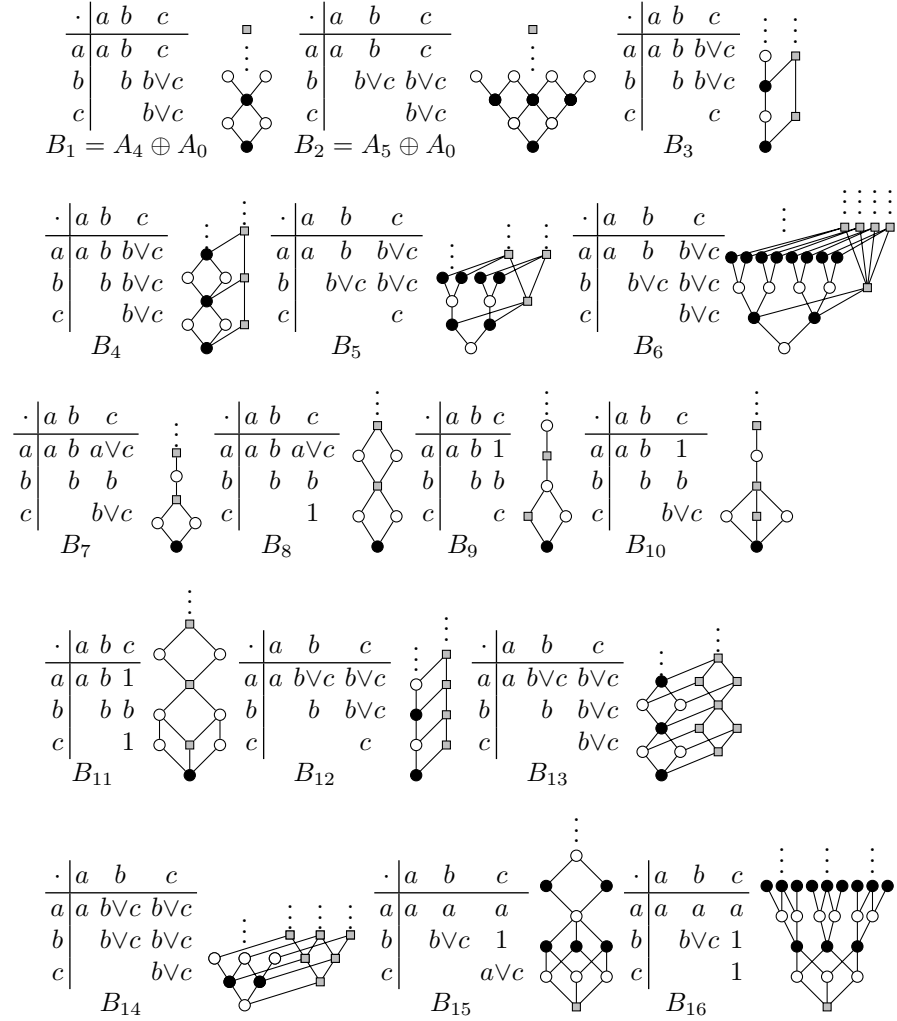 · a b c
a a b c
b b b∨c
c b∨c
B₁ = A₄ ⊕ A₀
· a b c
a a b c
b b∨c b∨c
c b∨c
B₂ = A₅ ⊕ A₀
· a b c
a a b b∨c
b b b∨c
c c
B₃
· a b c
a a b b∨c
b b b∨c
c b∨c
B₄
· a b c
a a b b∨c
b b∨c b∨c
c c
B₅
· a b c
a a b b∨c
b b∨c b∨c
c b∨c
B₆
· a b c
a a b a∨c
b b b
c b∨c
B₇
· a b c
a a b a∨c
b b b
c 1
B₈
· a b c
a a b 1
b b b
c c
B₉
· a b c
a a b 1
b b b
c b∨c
B₁₀
· a b c
a a b 1
b b b
c 1
B₁₁
· a b c
a a b∨c b∨c
b b b∨c
c c
B₁₂
· a b c
a a b∨c b∨c
b b b∨c
c b∨c
B₁₃
· a b c
a a b∨c b∨c
b b∨c b∨c
c b∨c
B₁₄
· a b c
a a a a
b b∨c 1
c a∨c
B₁₅
· a b c
a a a a
b b∨c 1
c 1
B₁₆